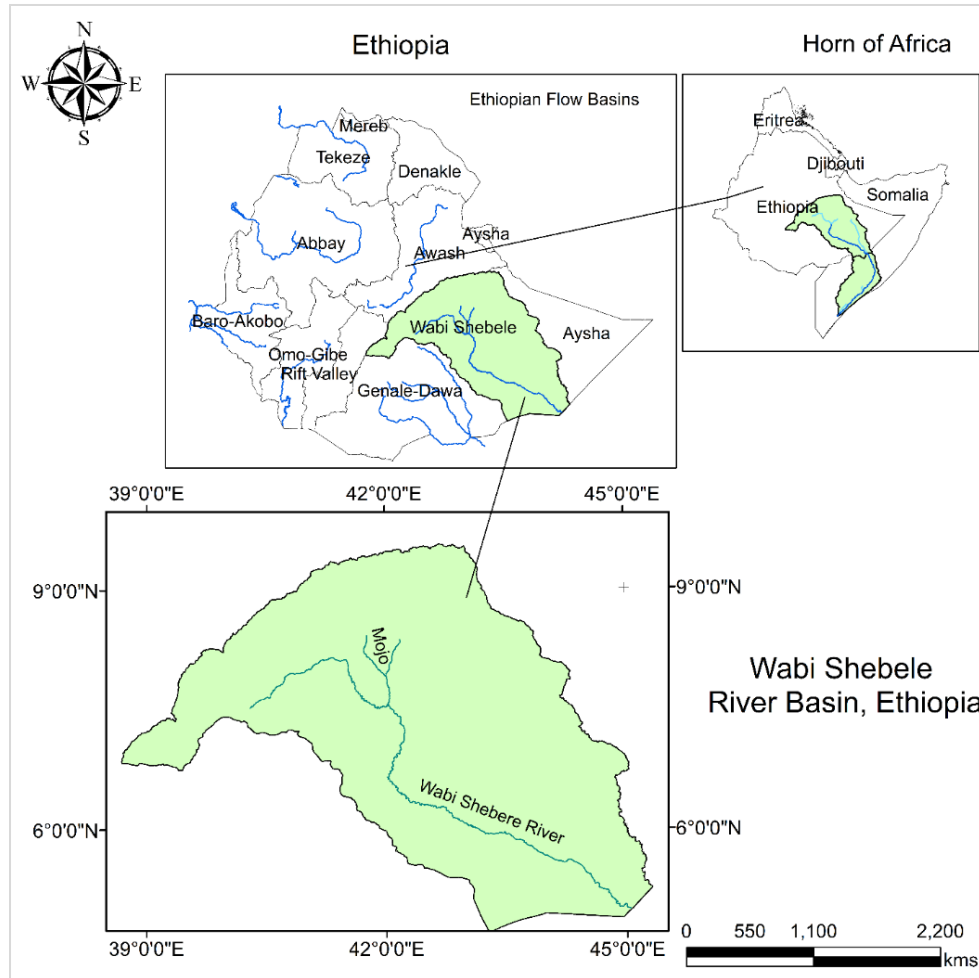 N
W E
S
Ethiopia
Horn of Africa
Ethiopian Flow Basins
Mereb
Tekeze
Denakle
Abbay
Awash
Aysha
Baro-Akobo
Wabi Shebele
Aysha
Omo-Gibe
Rift Valley
Genale-Dawa
Eritrea
Djibouti
Somalia
Ethiopia
39°0'0"E 42°0'0"E 45°0'0"E
9°0'0"N 9°0'0"N
Mojo
Wabi Shebele
River Basin, Ethiopia
Wabi Shebere River
6°0'0"N 6°0'0"N
39°0'0"E 42°0'0"E 45°0'0"E
0 550 1,100 2,200
kms